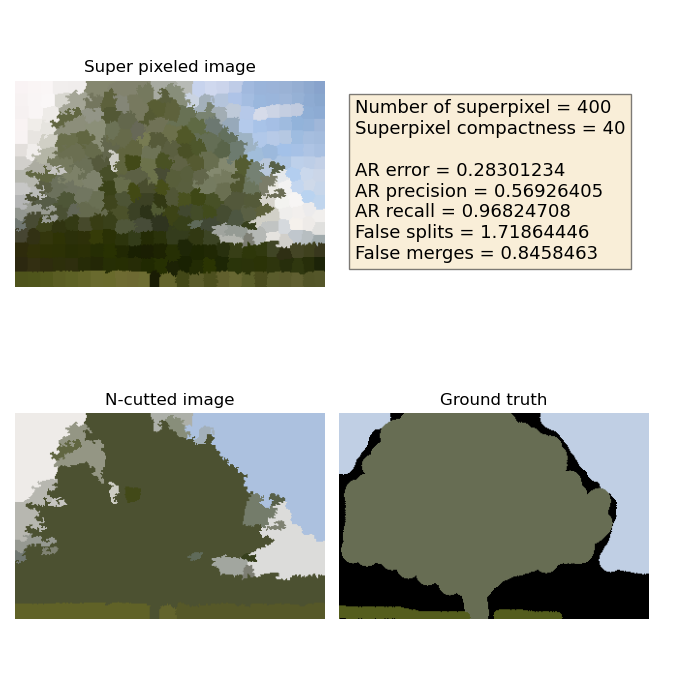 Super pixeled image
Number of superpixel = 400
Superpixel compactness = 40
AR error = 0.28301234
AR precision = 0.56926405
AR recall = 0.96824708
False splits = 1.71864446
False merges = 0.8458463
N-cutted image
Ground truth